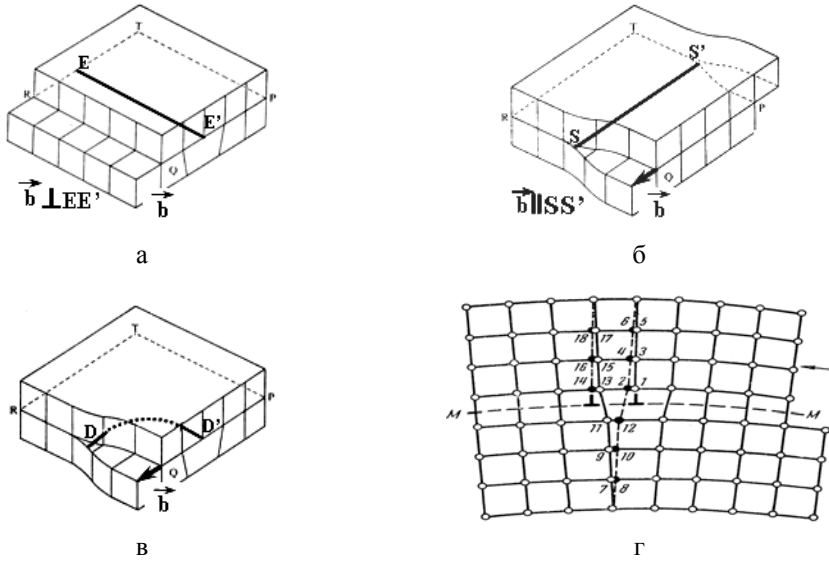 T
E
R
E'
P
Q
b ⊥ EE'
b
а
T
S'
R
S
P
Q
b || SS'
b
б
T
R
D
D'
P
Q
b
в
6 5
18 17
4 3
16 15
14 13 2 1
M M
11 12
9 10
7 8
г